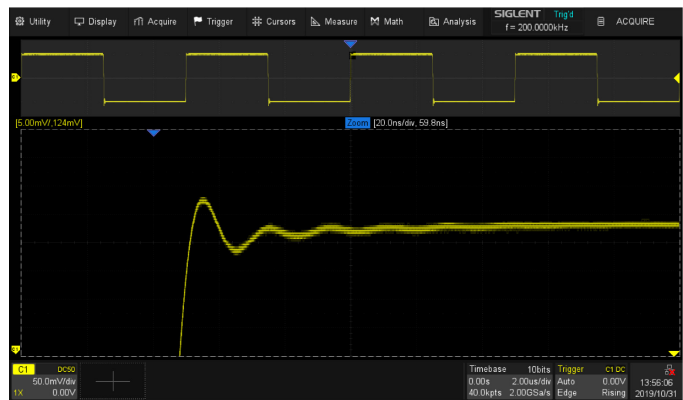 Utility Display Acquire Trigger Cursors Measure Math Analysis SIGLENT Trig'd ACQUIRE
f = 200.0000kHz
C1
[5.00mV/,124mV] Zoom [20.0ns/div, 59.8ns]
C1
C1 DC50 Timebase 10bits Trigger C1 DC
50.0mV/div 0.00s 2.00us/div Auto 0.00V 13:56:06
1X 0.00V 40.0kpts 2.00GSa/s Edge Rising 2019/10/31